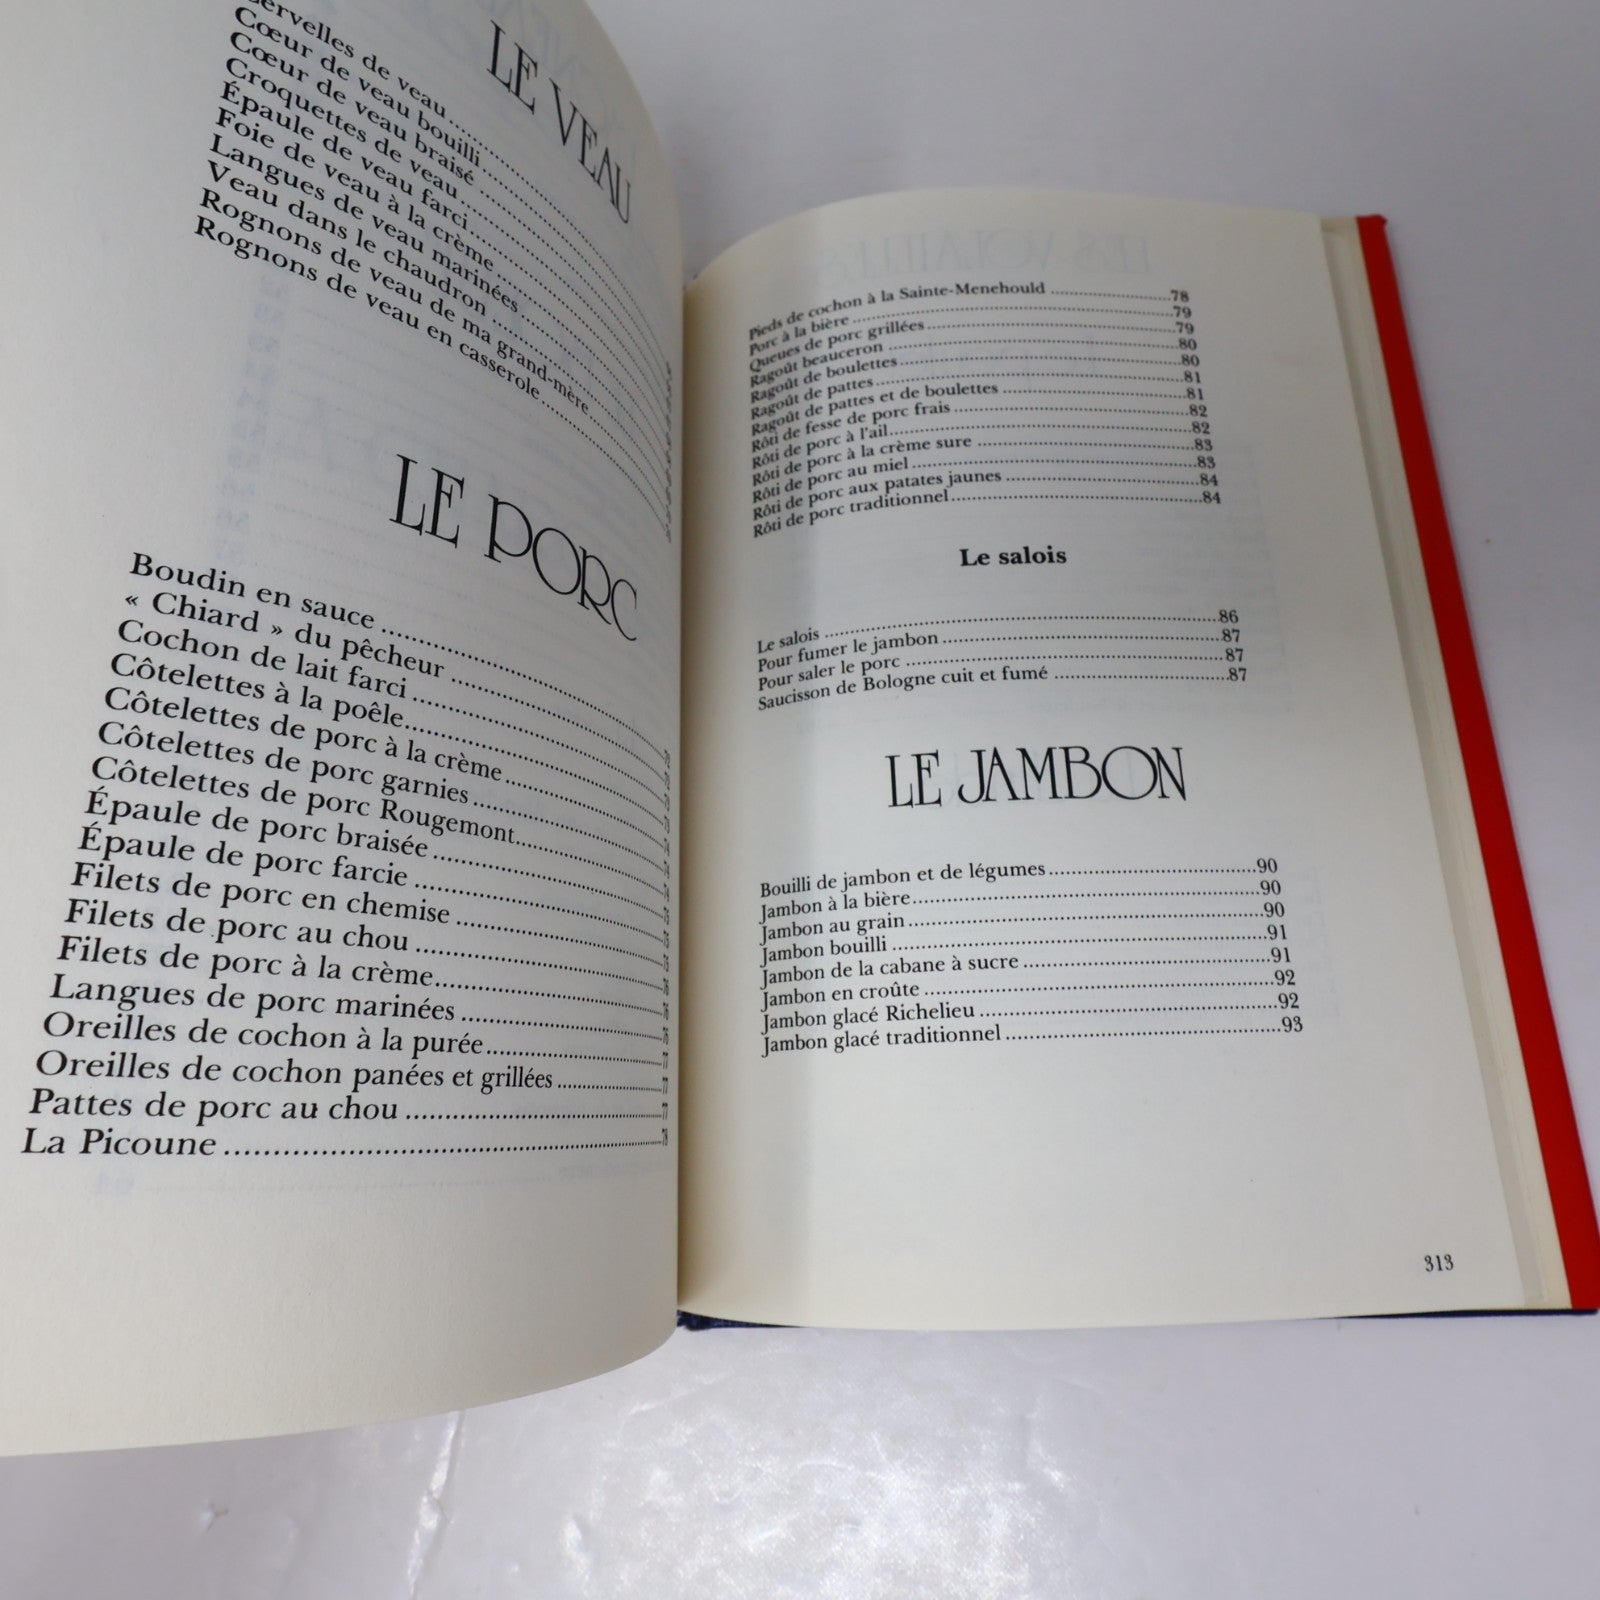 LE VEAU
de veau
Cœur de veau bouilli
Cœur de veau braisé
Croquettes de veau
Épaule de veau farci
Foie de veau à la crème
Langues de veau marinées
Veau dans le chaudron
Rognons de veau de ma grand-mère
Rognons de veau en casserole
LE PORC
Boudin en sauce
« Chiard » du pêcheur
Cochon de lait farci
Côtelettes à la poêle
Côtelettes de porc à la crème
Côtelettes de porc garnies
Côtelettes de porc Rougemont
Épaule de porc braisée
Épaule de porc farcie
Filets de porc en chemise
Filets de porc au chou
Filets de porc à la crème
Langues de porc marinées
Oreilles de cochon à la purée 77
Oreilles de cochon panées et grillées 77
Pattes de porc au chou 77
La Picoune 78
Pieds de cochon à la Sainte-Menehould 78
Porc à la bière 79
Queues de porc grillées 79
Ragoût beauceron 80
Ragoût de boulettes 80
Ragoût de pattes 81
Ragoût de pattes et de boulettes 81
Rôti de fesse de porc frais 82
Rôti de porc à l'ail 82
Rôti de porc à la crème sure 83
Rôti de porc au miel 83
Rôti de porc aux patates jaunes 84
Rôti de porc traditionnel 84
Le salois
Le salois 86
Pour fumer le jambon 87
Pour saler le porc 87
Saucisson de Bologne cuit et fumé 87
LE JAMBON
Bouilli de jambon et de légumes 90
Jambon à la bière 90
Jambon au grain 90
Jambon bouilli 91
Jambon de la cabane à sucre 91
Jambon en croûte 92
Jambon glacé Richelieu 92
Jambon glacé traditionnel 93
313